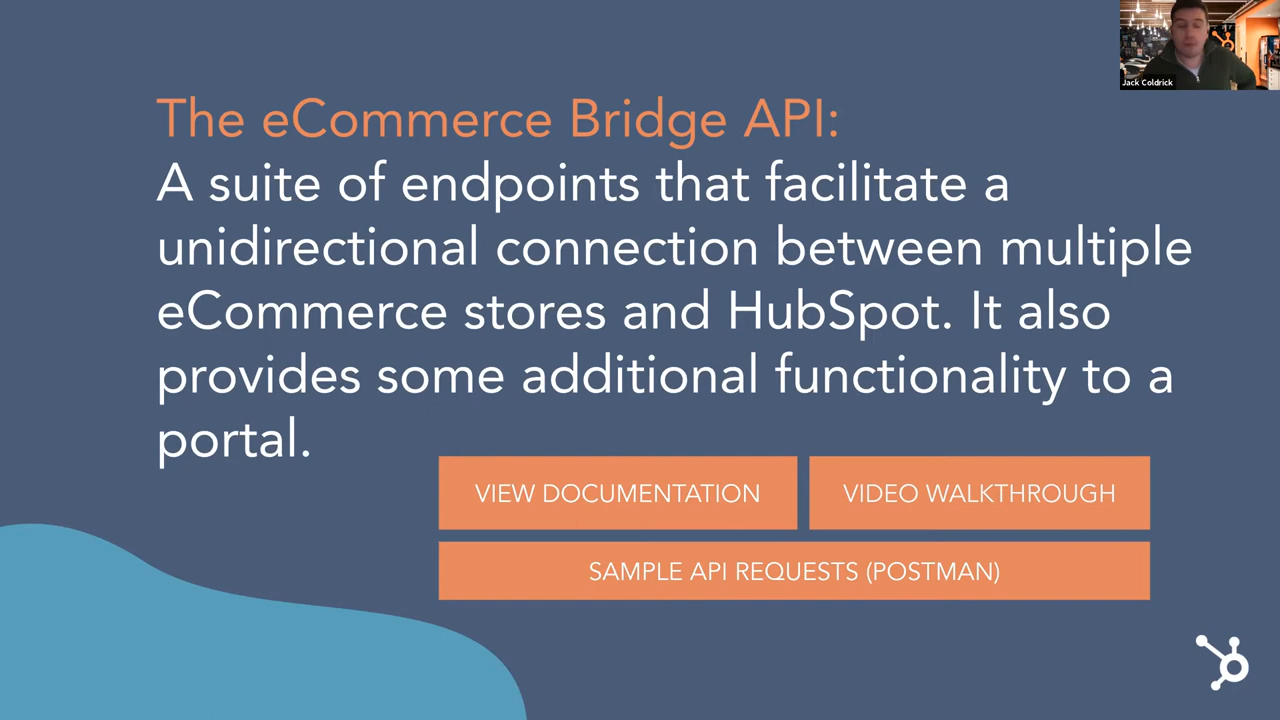 Jack Coldrick
The eCommerce Bridge API:
A suite of endpoints that facilitate a
unidirectional connection between multiple
eCommerce stores and HubSpot. It also
provides some additional functionality to a
portal.
VIEW DOCUMENTATION
VIDEO WALKTHROUGH
SAMPLE API REQUESTS (POSTMAN)